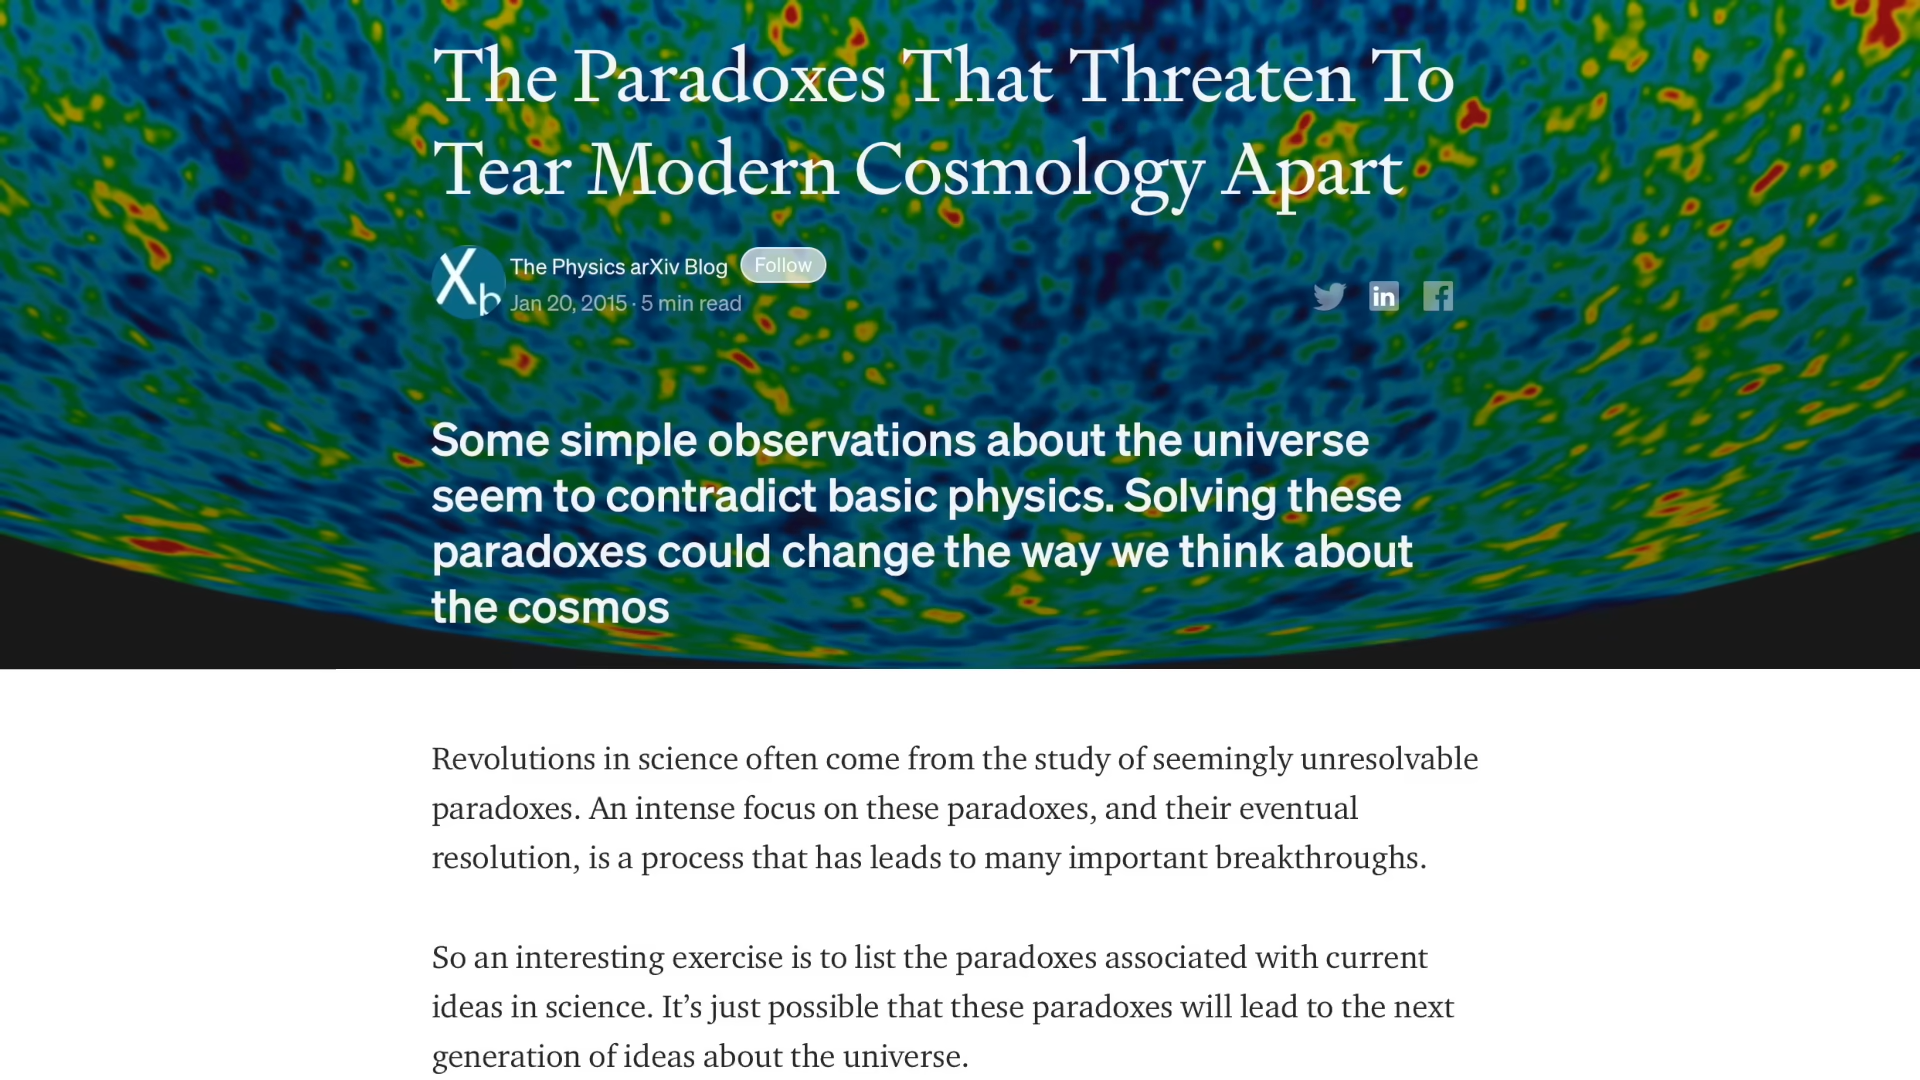 The Paradoxes That Threaten To
Tear Modern Cosmology Apart
Xb
The Physics arXiv Blog
Follow
Jan 20, 2015 · 5 min read
in
Some simple observations about the universe
seem to contradict basic physics. Solving these
paradoxes could change the way we think about
the cosmos
Revolutions in science often come from the study of seemingly unresolvable
paradoxes. An intense focus on these paradoxes, and their eventual
resolution, is a process that has leads to many important breakthroughs.
So an interesting exercise is to list the paradoxes associated with current
ideas in science. It’s just possible that these paradoxes will lead to the next
generation of ideas about the universe.